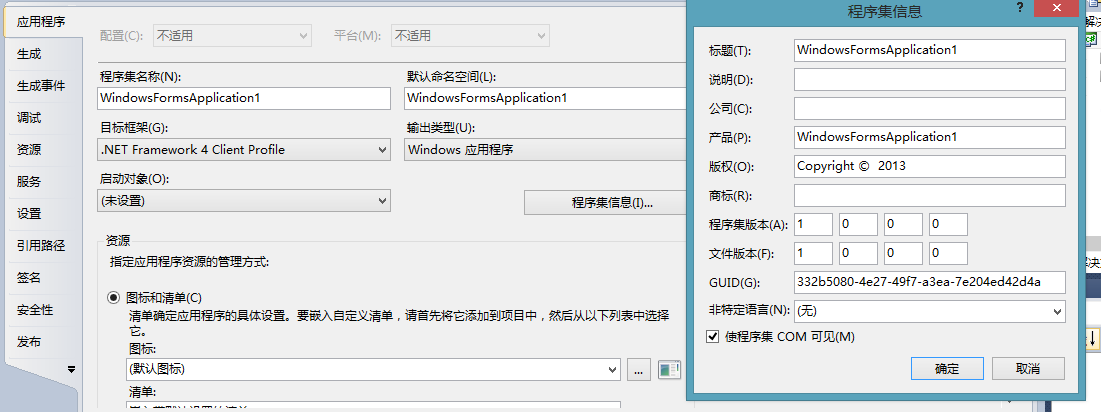 应用程序
生成
生成事件
调试
资源
服务
设置
引用路径
签名
安全性
发布
配置(C): 不适用 平台(M): 不适用
程序集名称(N): 默认命名空间(L):
WindowsFormsApplication1 WindowsFormsApplication1
目标框架(G): 输出类型(U):
.NET Framework 4 Client Profile Windows 应用程序
启动对象(O):
(未设置) 程序集信息(I)...
资源
指定应用程序资源的管理方式:
图标和清单(C)
清单确定应用程序的具体设置。要嵌入自定义清单，请首先将它添加到项目中，然后从以下列表中选择
它。
图标:
(默认图标) ...
清单:
程序集信息 ? ×
标题(T): WindowsFormsApplication1
说明(D):
公司(C):
产品(P): WindowsFormsApplication1
版权(O): Copyright © 2013
商标(R):
程序集版本(A): 1 0 0 0
文件版本(F): 1 0 0 0
GUID(G): 332b5080-4e27-49f7-a3ea-7e204ed42d4a
非特定语言(N): (无)
使程序集 COM 可见(M)
确定 取消